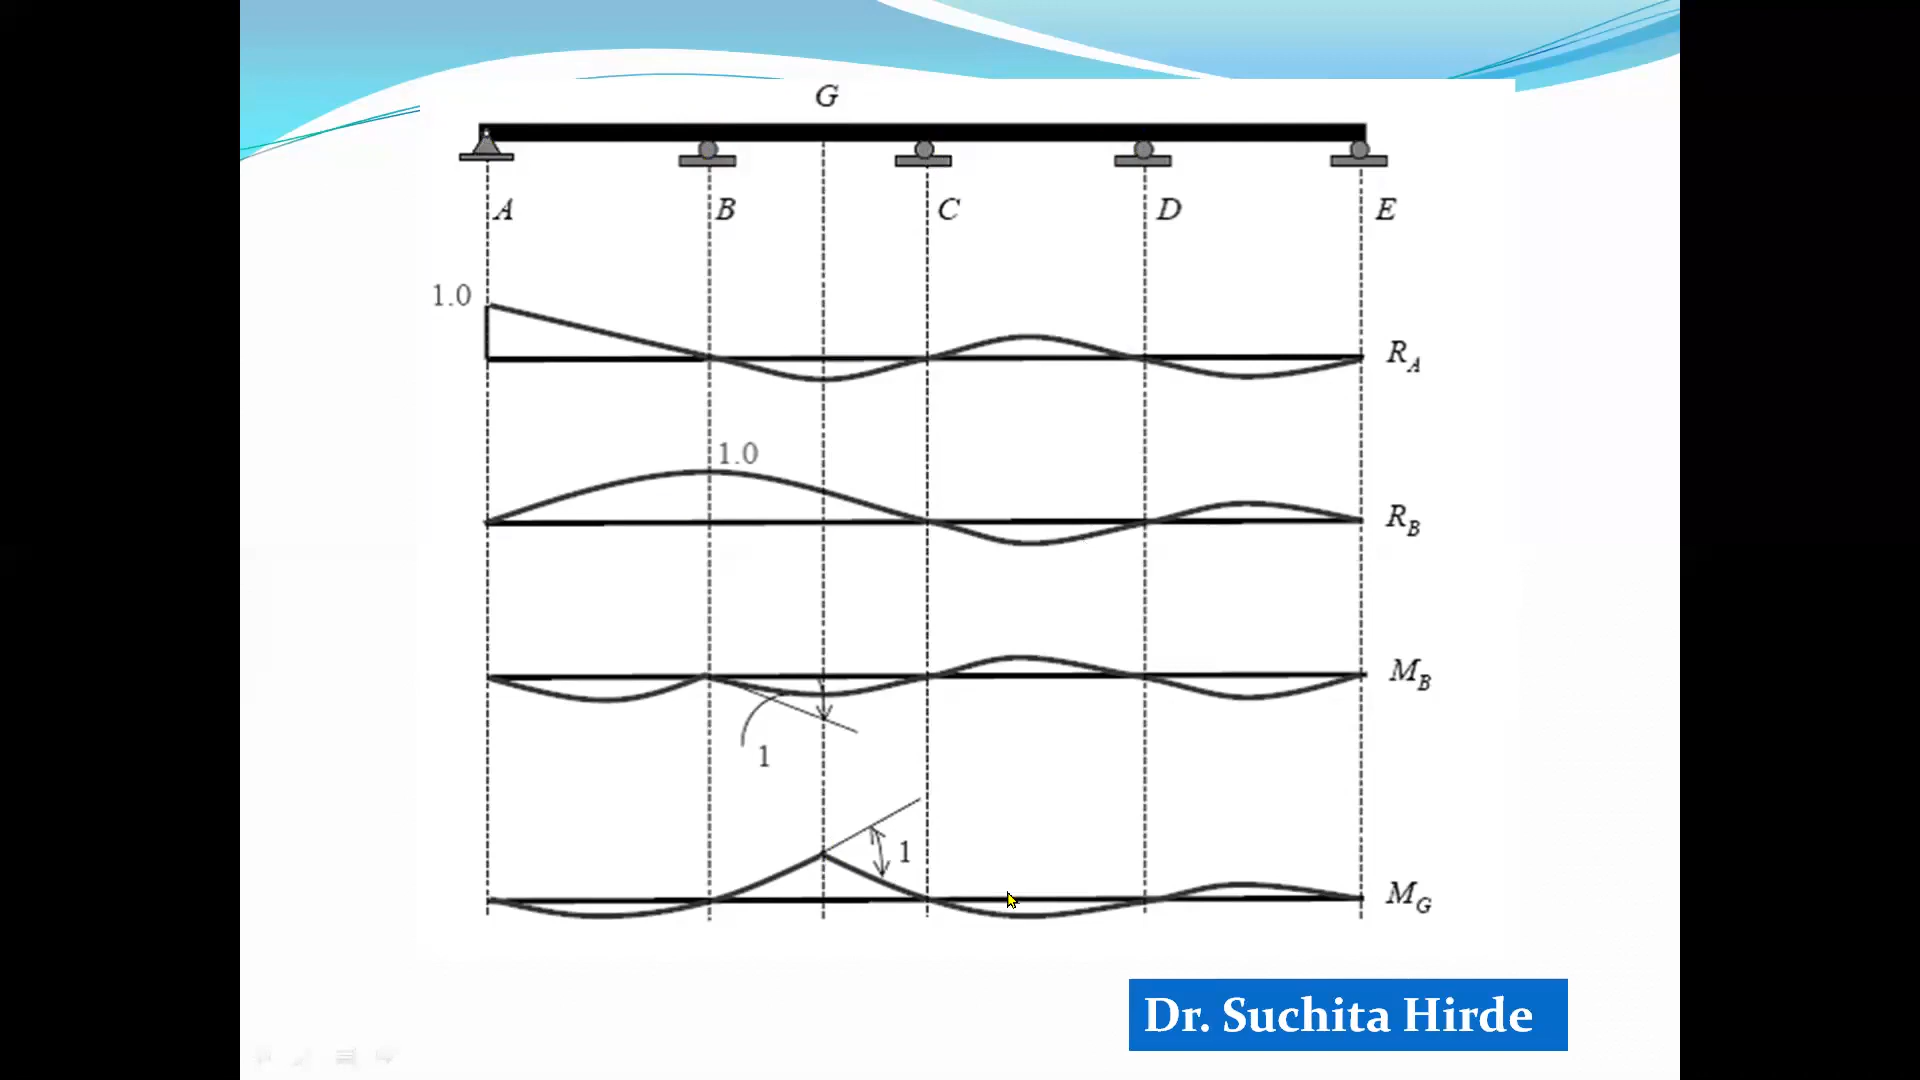 G
A B C D E
1.0
R_A
1.0
R_B
M_B
1
1
M_G
Dr. Suchita Hirde